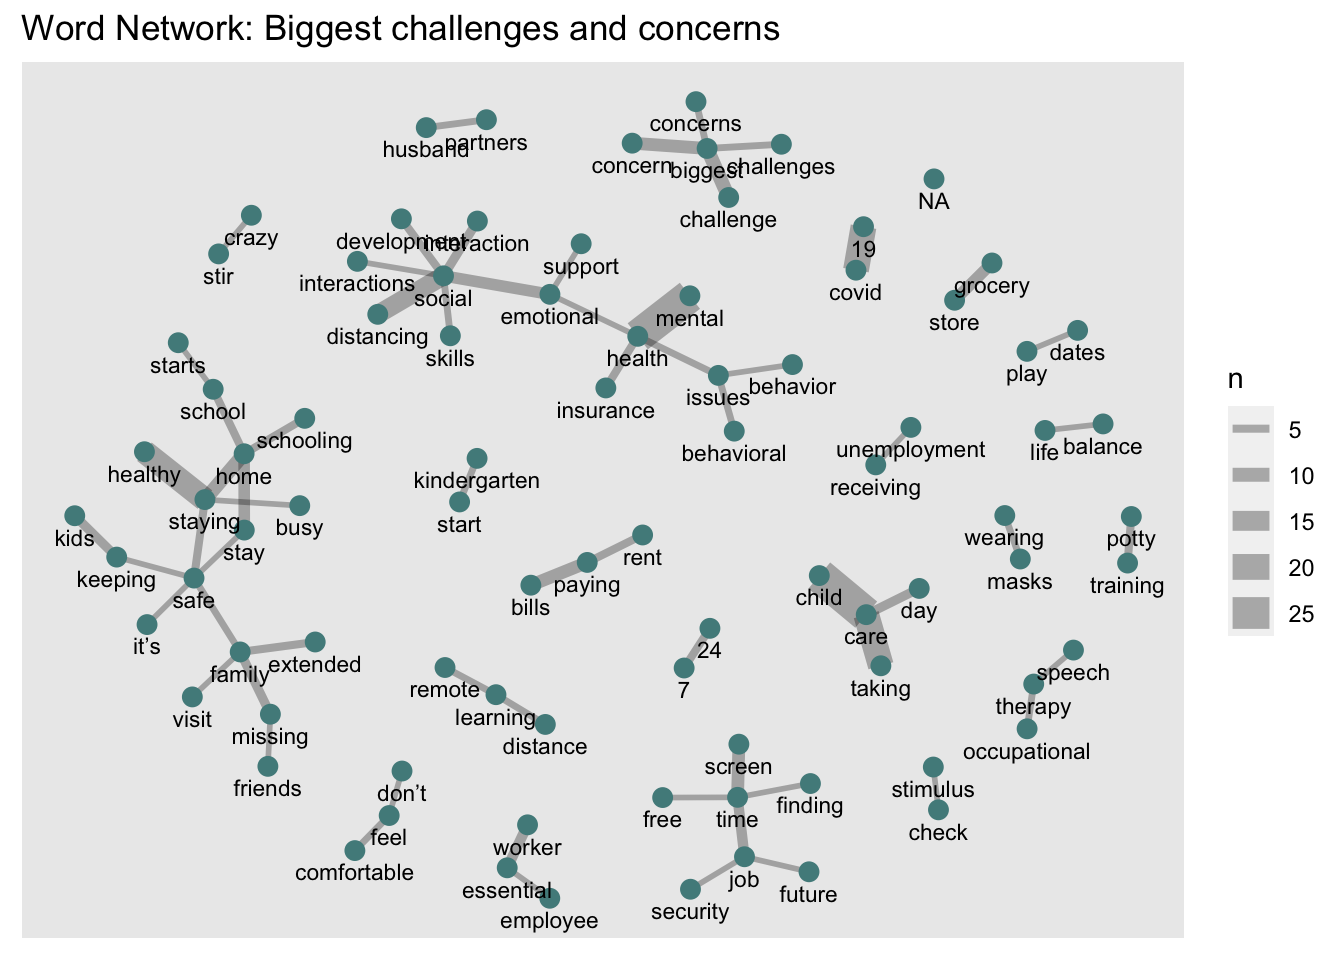 Word Network: Biggest challenges and concerns
concerns
husband
partners
concern
biggest
challenges
NA
challenge
crazy
development
interaction
19
stir
support
interactions
social
covid
grocery
emotional
mental
store
distancing
skills
health
dates
starts
play
n
issues
behavior
school
insurance
5
schooling
behavioral
unemployment
life
balance
healthy
home
10
kindergarten
receiving
staying
busy
start
15
kids
stay
wearing
potty
rent
keeping
paying
masks
training
20
safe
bills
child
day
25
it’s
care
24
family
extended
7
taking
speech
remote
visit
learning
therapy
missing
distance
occupational
screen
friends
don’t
stimulus
finding
free
time
feel
check
worker
comfortable
job
essential
future
security
employee